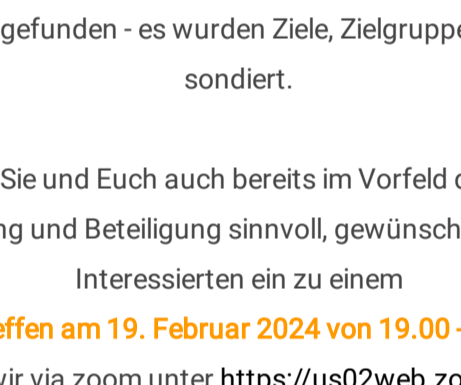 gefunden - es wurden Ziele, Zielgruppe
sondiert.
Sie und Euch auch bereits im Vorfeld
ng und Beteiligung sinnvoll, gewünsch
Interessierten ein zu einem
effen am 19. Februar 2024 von 19.00 -
wir via zoom unter https://us02web.zo